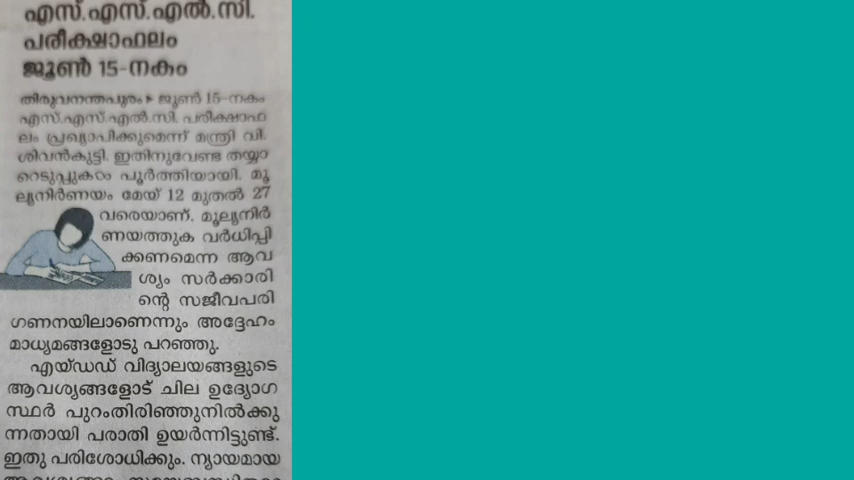 എസ്.എസ്.എൽ.സി.
പരീക്ഷാഫലം
ജൂൺ 15-നകം
തിരുവനന്തപുരം ▸ ജൂൺ 15-നകം
എസ്.എസ്.എൽ.സി. പരീക്ഷാഫ
ലം പ്രഖ്യാപിക്കുമെന്ന് മന്ത്രി വി.
ശിവൻകുട്ടി. ഇതിനുവേണ്ട തയ്യാ
റെടുപ്പുകൾ പൂർത്തിയായി. മൂ
ല്യനിർണയം മേയ് 12 മുതൽ 27
വരെയാണ്. മൂല്യനിർ
ണയത്തുക വർധിപ്പി
ക്കണമെന്ന ആവ
ശ്യം സർക്കാരി
ന്റെ സജീവപരി
ഗണനയിലാണെന്നും അദ്ദേഹം
മാധ്യമങ്ങളോടു പറഞ്ഞു.
എയ്ഡഡ് വിദ്യാലയങ്ങളുടെ
ആവശ്യങ്ങളോട് ചില ഉദ്യോഗ
സ്ഥർ പുറംതിരിഞ്ഞുനിൽക്കു
ന്നതായി പരാതി ഉയർന്നിട്ടുണ്ട്.
ഇതു പരിശോധിക്കും. ന്യായമായ